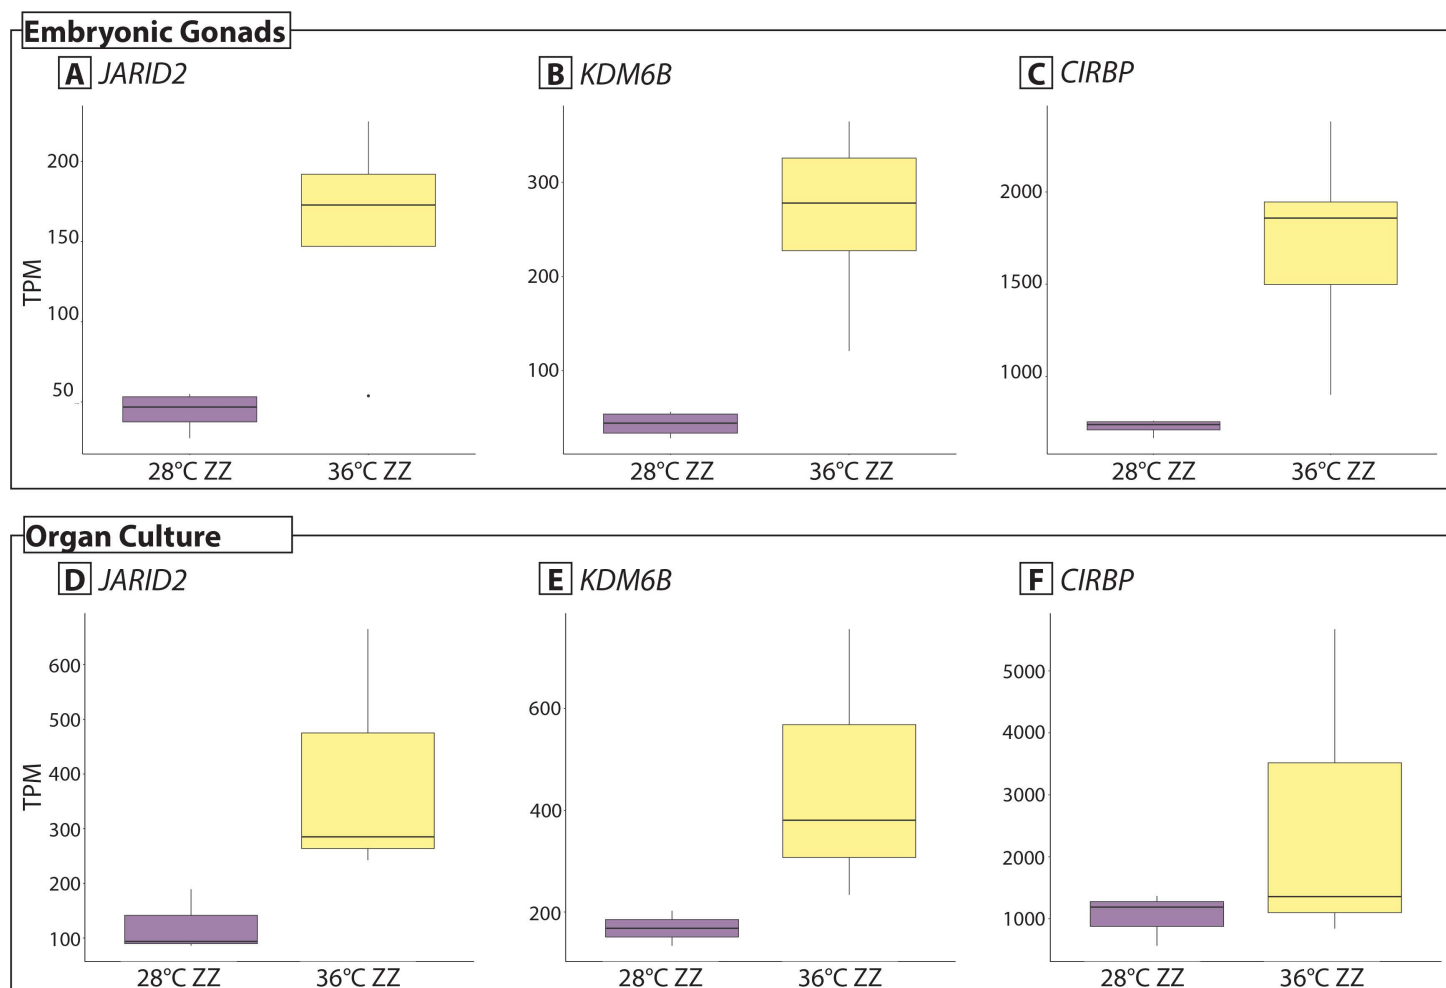 Embryonic Gonads
A JARID2
B KDM6B
C CIRBP
TPM
200
150
100
50
300
200
100
2000
1500
1000
28°C ZZ 36°C ZZ
28°C ZZ 36°C ZZ
28°C ZZ 36°C ZZ
Organ Culture
D JARID2
E KDM6B
F CIRBP
TPM
600
500
400
300
200
100
600
400
200
5000
4000
3000
2000
1000
28°C ZZ 36°C ZZ
28°C ZZ 36°C ZZ
28°C ZZ 36°C ZZ